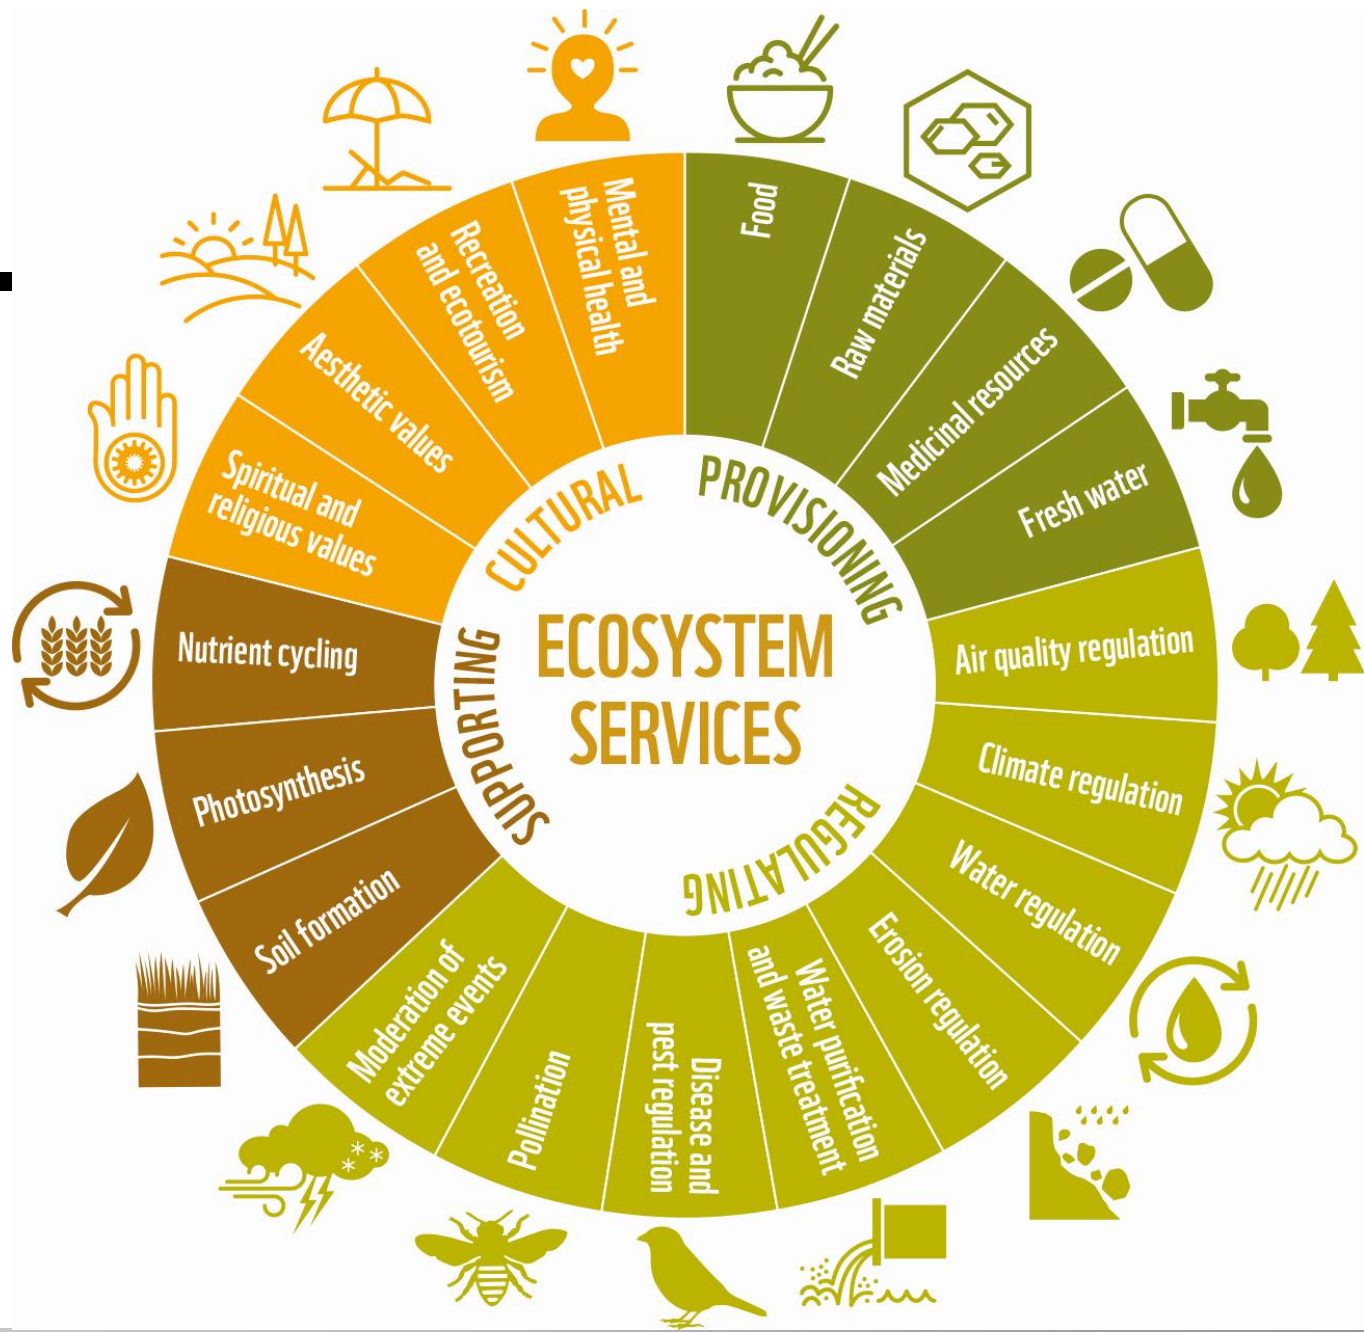 ECOSYSTEM
SERVICES
PROVISIONING
Food
Raw materials
Medicinal resources
Fresh water
REGULATING
Air quality regulation
Climate regulation
Water regulation
Erosion regulation
Water purification
and waste treatment
Disease and
pest regulation
Pollination
Moderation of
extreme events
SUPPORTING
Soil formation
Photosynthesis
Nutrient cycling
CULTURAL
Spiritual and
religious values
Aesthetic values
Recreation
and ecotourism
Mental and
physical health